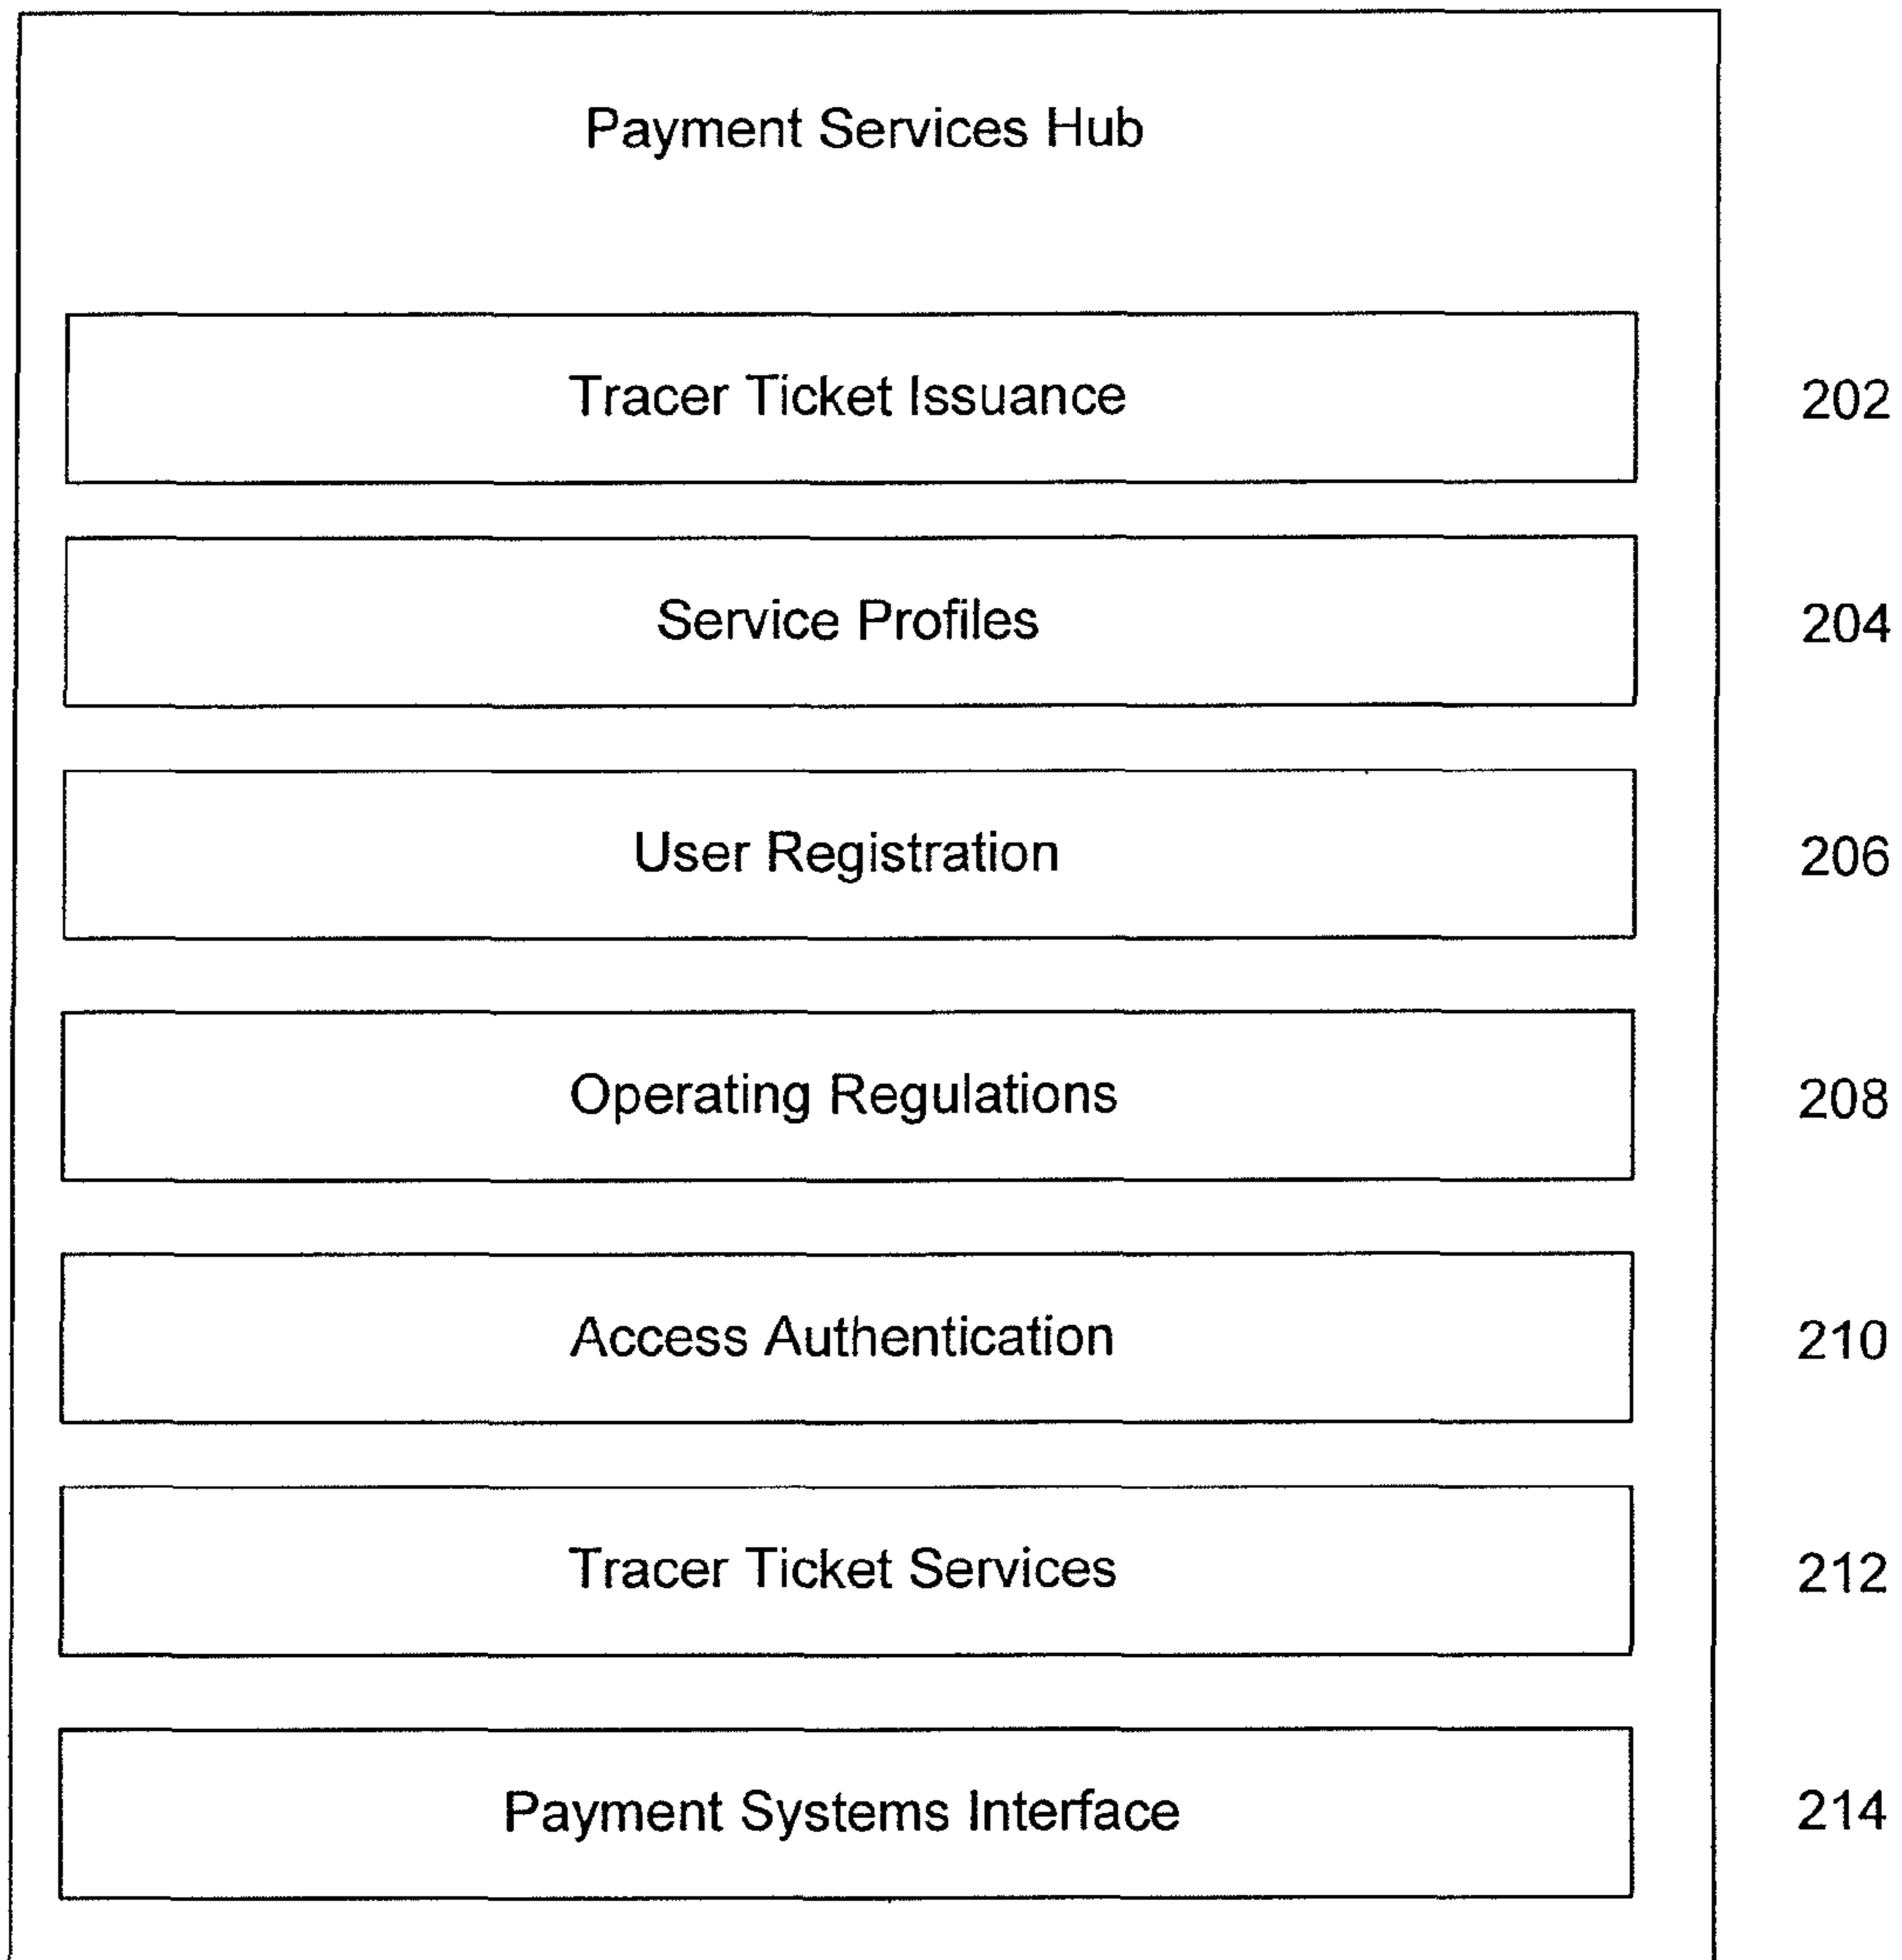 Payment Services Hub
Tracer Ticket Issuance 202
Service Profiles 204
User Registration 206
Operating Regulations 208
Access Authentication 210
Tracer Ticket Services 212
Payment Systems Interface 214